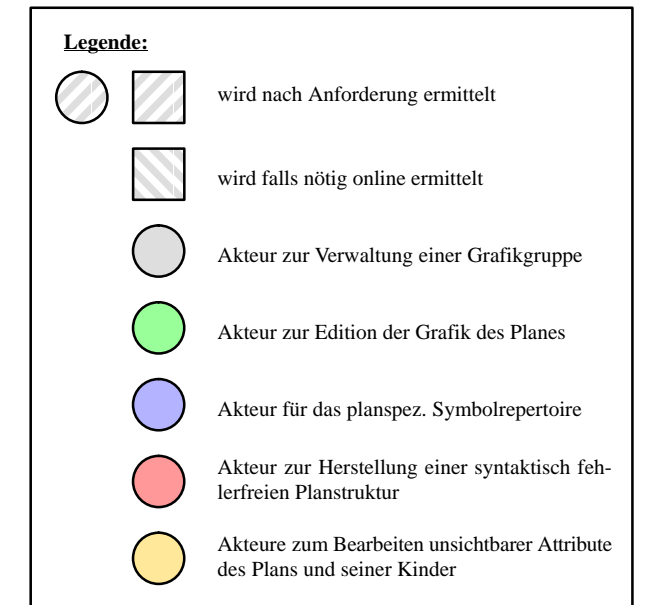 Legende:
wird nach Anforderung ermittelt
wird falls nötig online ermittelt
Akteur zur Verwaltung einer Grafikgruppe
Akteur zur Edition der Grafik des Planes
Akteur für das planspez. Symbolrepertoire
Akteur zur Herstellung einer syntaktisch feh-
lerfreien Planstruktur
Akteure zum Bearbeiten unsichtbarer Attribute
des Plans und seiner Kinder